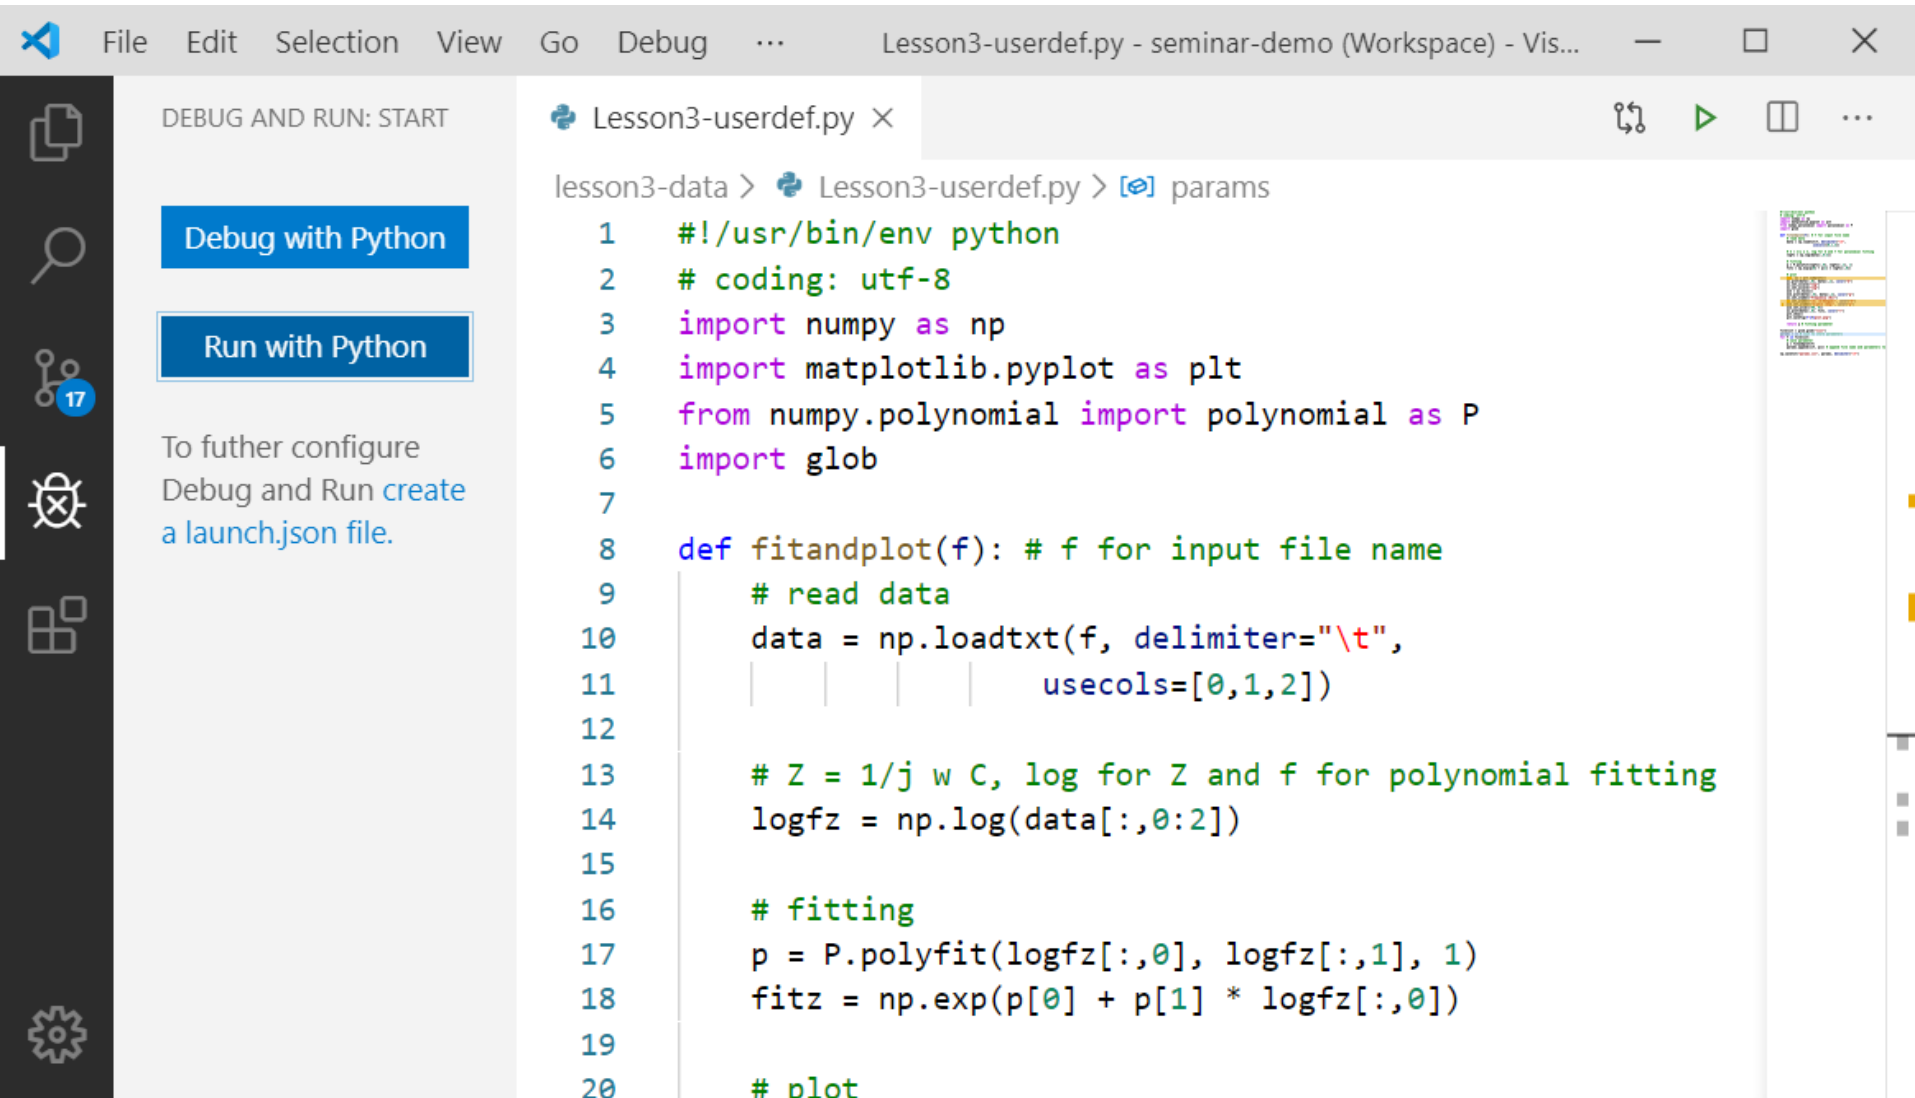 File Edit Selection View Go Debug ··· Lesson3-userdef.py - seminar-demo (Workspace) - Vis...
DEBUG AND RUN: START
Debug with Python
Run with Python
To futher configure
Debug and Run create
a launch.json file.
17
Lesson3-userdef.py
lesson3-data > Lesson3-userdef.py > params
1 #!/usr/bin/env python
2 # coding: utf-8
3 import numpy as np
4 import matplotlib.pyplot as plt
5 from numpy.polynomial import polynomial as P
6 import glob
7
8 def fitandplot(f): # f for input file name
9 # read data
10 data = np.loadtxt(f, delimiter="\t",
11 usecols=[0,1,2])
12
13 # Z = 1/j w C, log for Z and f for polynomial fitting
14 logfz = np.log(data[:,0:2])
15
16 # fitting
17 p = P.polyfit(logfz[:,0], logfz[:,1], 1)
18 fitz = np.exp(p[0] + p[1] * logfz[:,0])
19
20 # plot